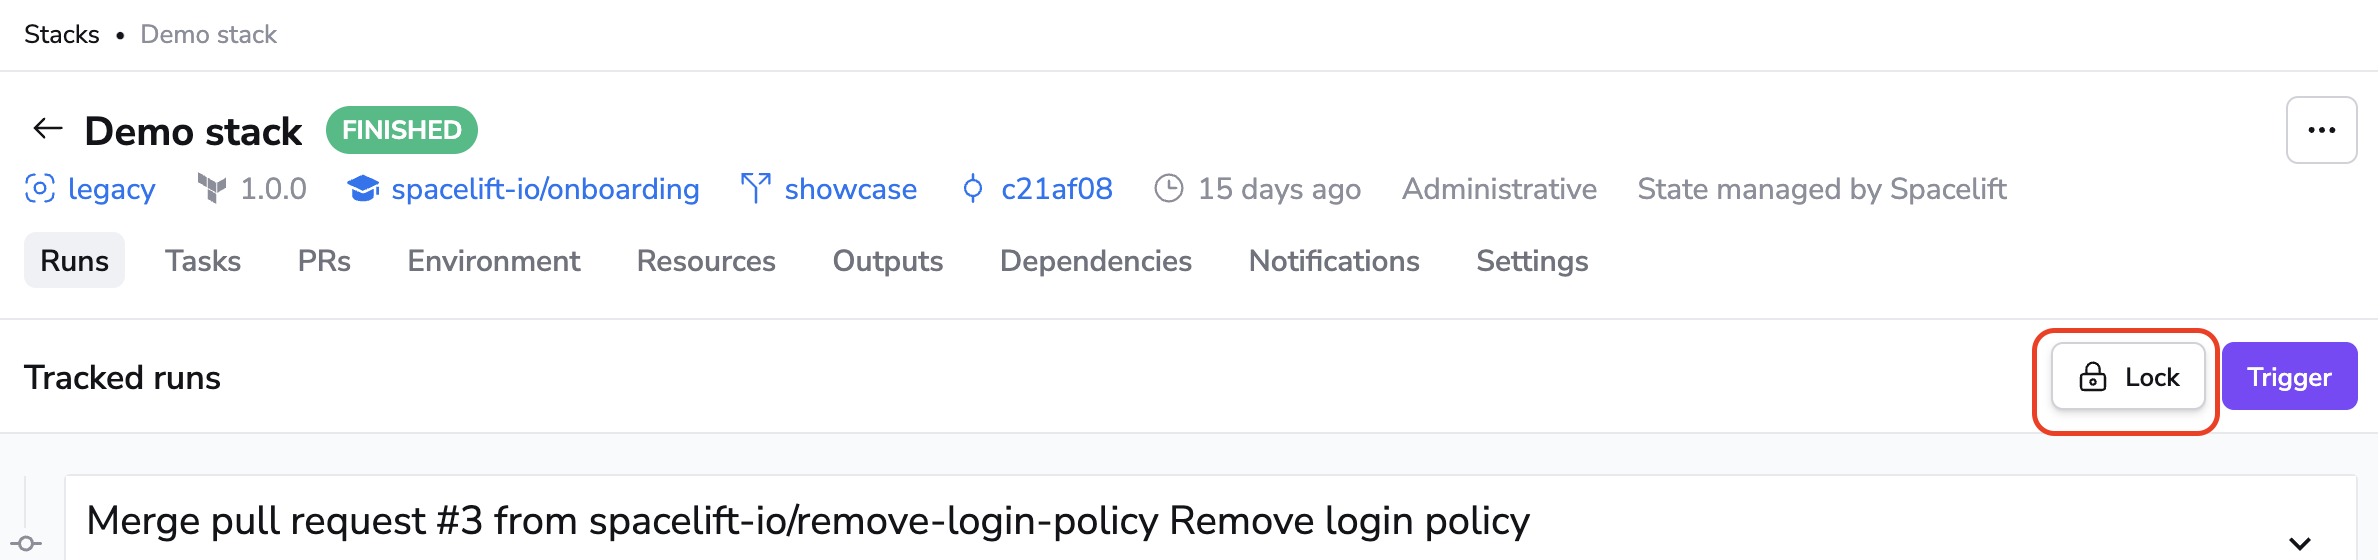 Stacks • Demo stack
Demo stack FINISHED
legacy 1.0.0 spacelift-io/onboarding showcase c21af08 15 days ago Administrative State managed by Spacelift
Runs Tasks PRs Environment Resources Outputs Dependencies Notifications Settings
Tracked runs Lock Trigger
Merge pull request #3 from spacelift-io/remove-login-policy Remove login policy